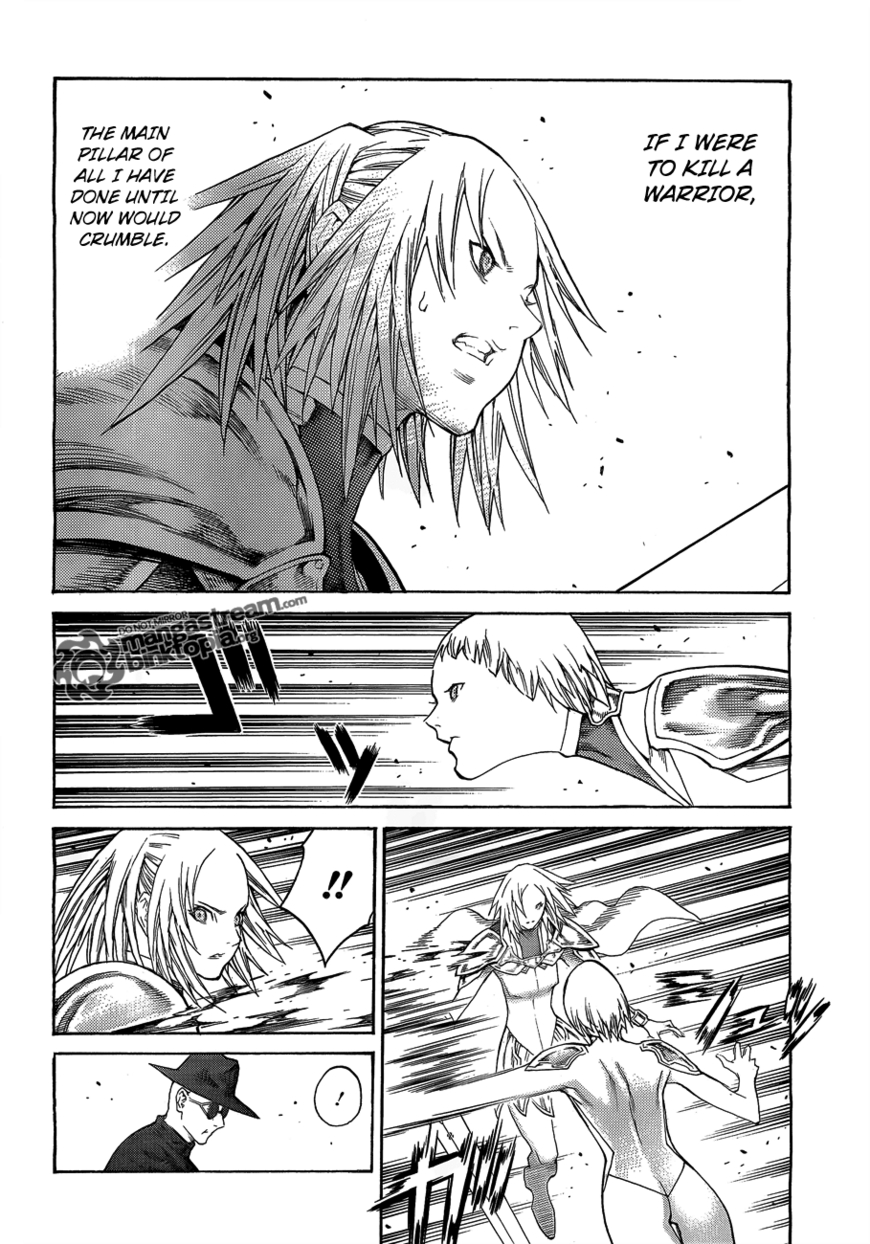 IF I WERE
TO KILL A
WARRIOR,
THE MAIN
PILLAR OF
ALL I HAVE
DONE UNTIL
NOW WOULD
CRUMBLE.
DO NOT MIRROR
mangastream.com
binktopia.org
!!
!